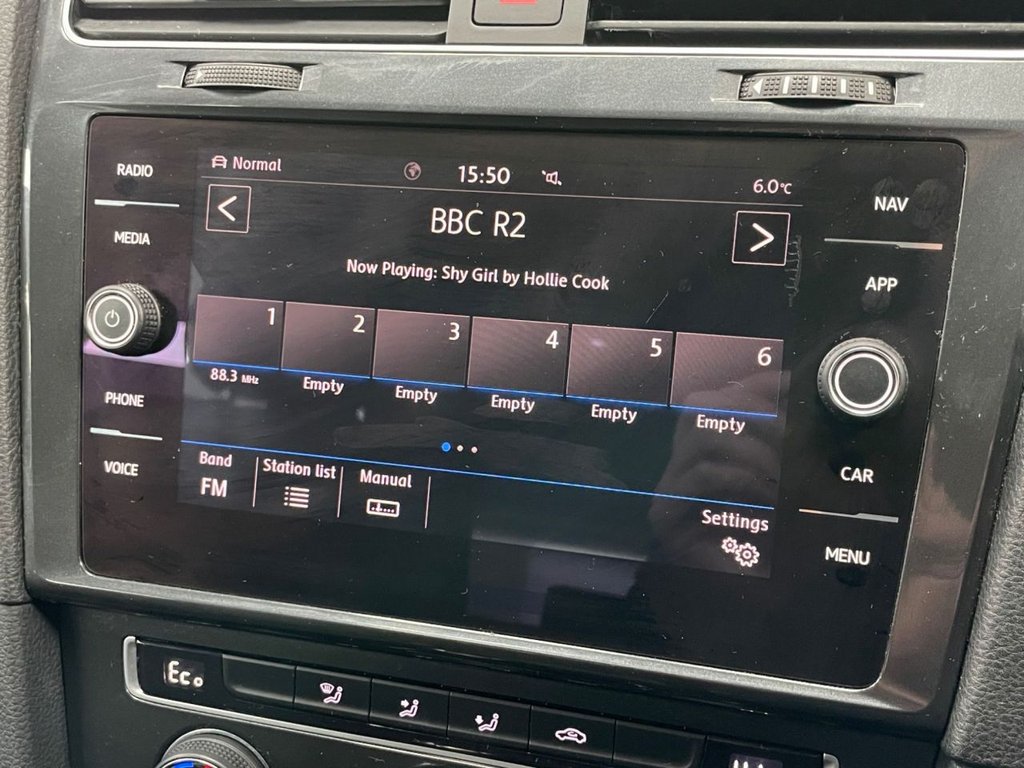 RADIO
MEDIA
PHONE
VOICE
Normal
15:50
6.0°C
BBC R2
Now Playing: Shy Girl by Hollie Cook
1 2 3 4 5 6
88.3 MHz Empty Empty Empty Empty Empty
Band Station list Manual
FM
Settings
NAV
APP
CAR
MENU
Eco